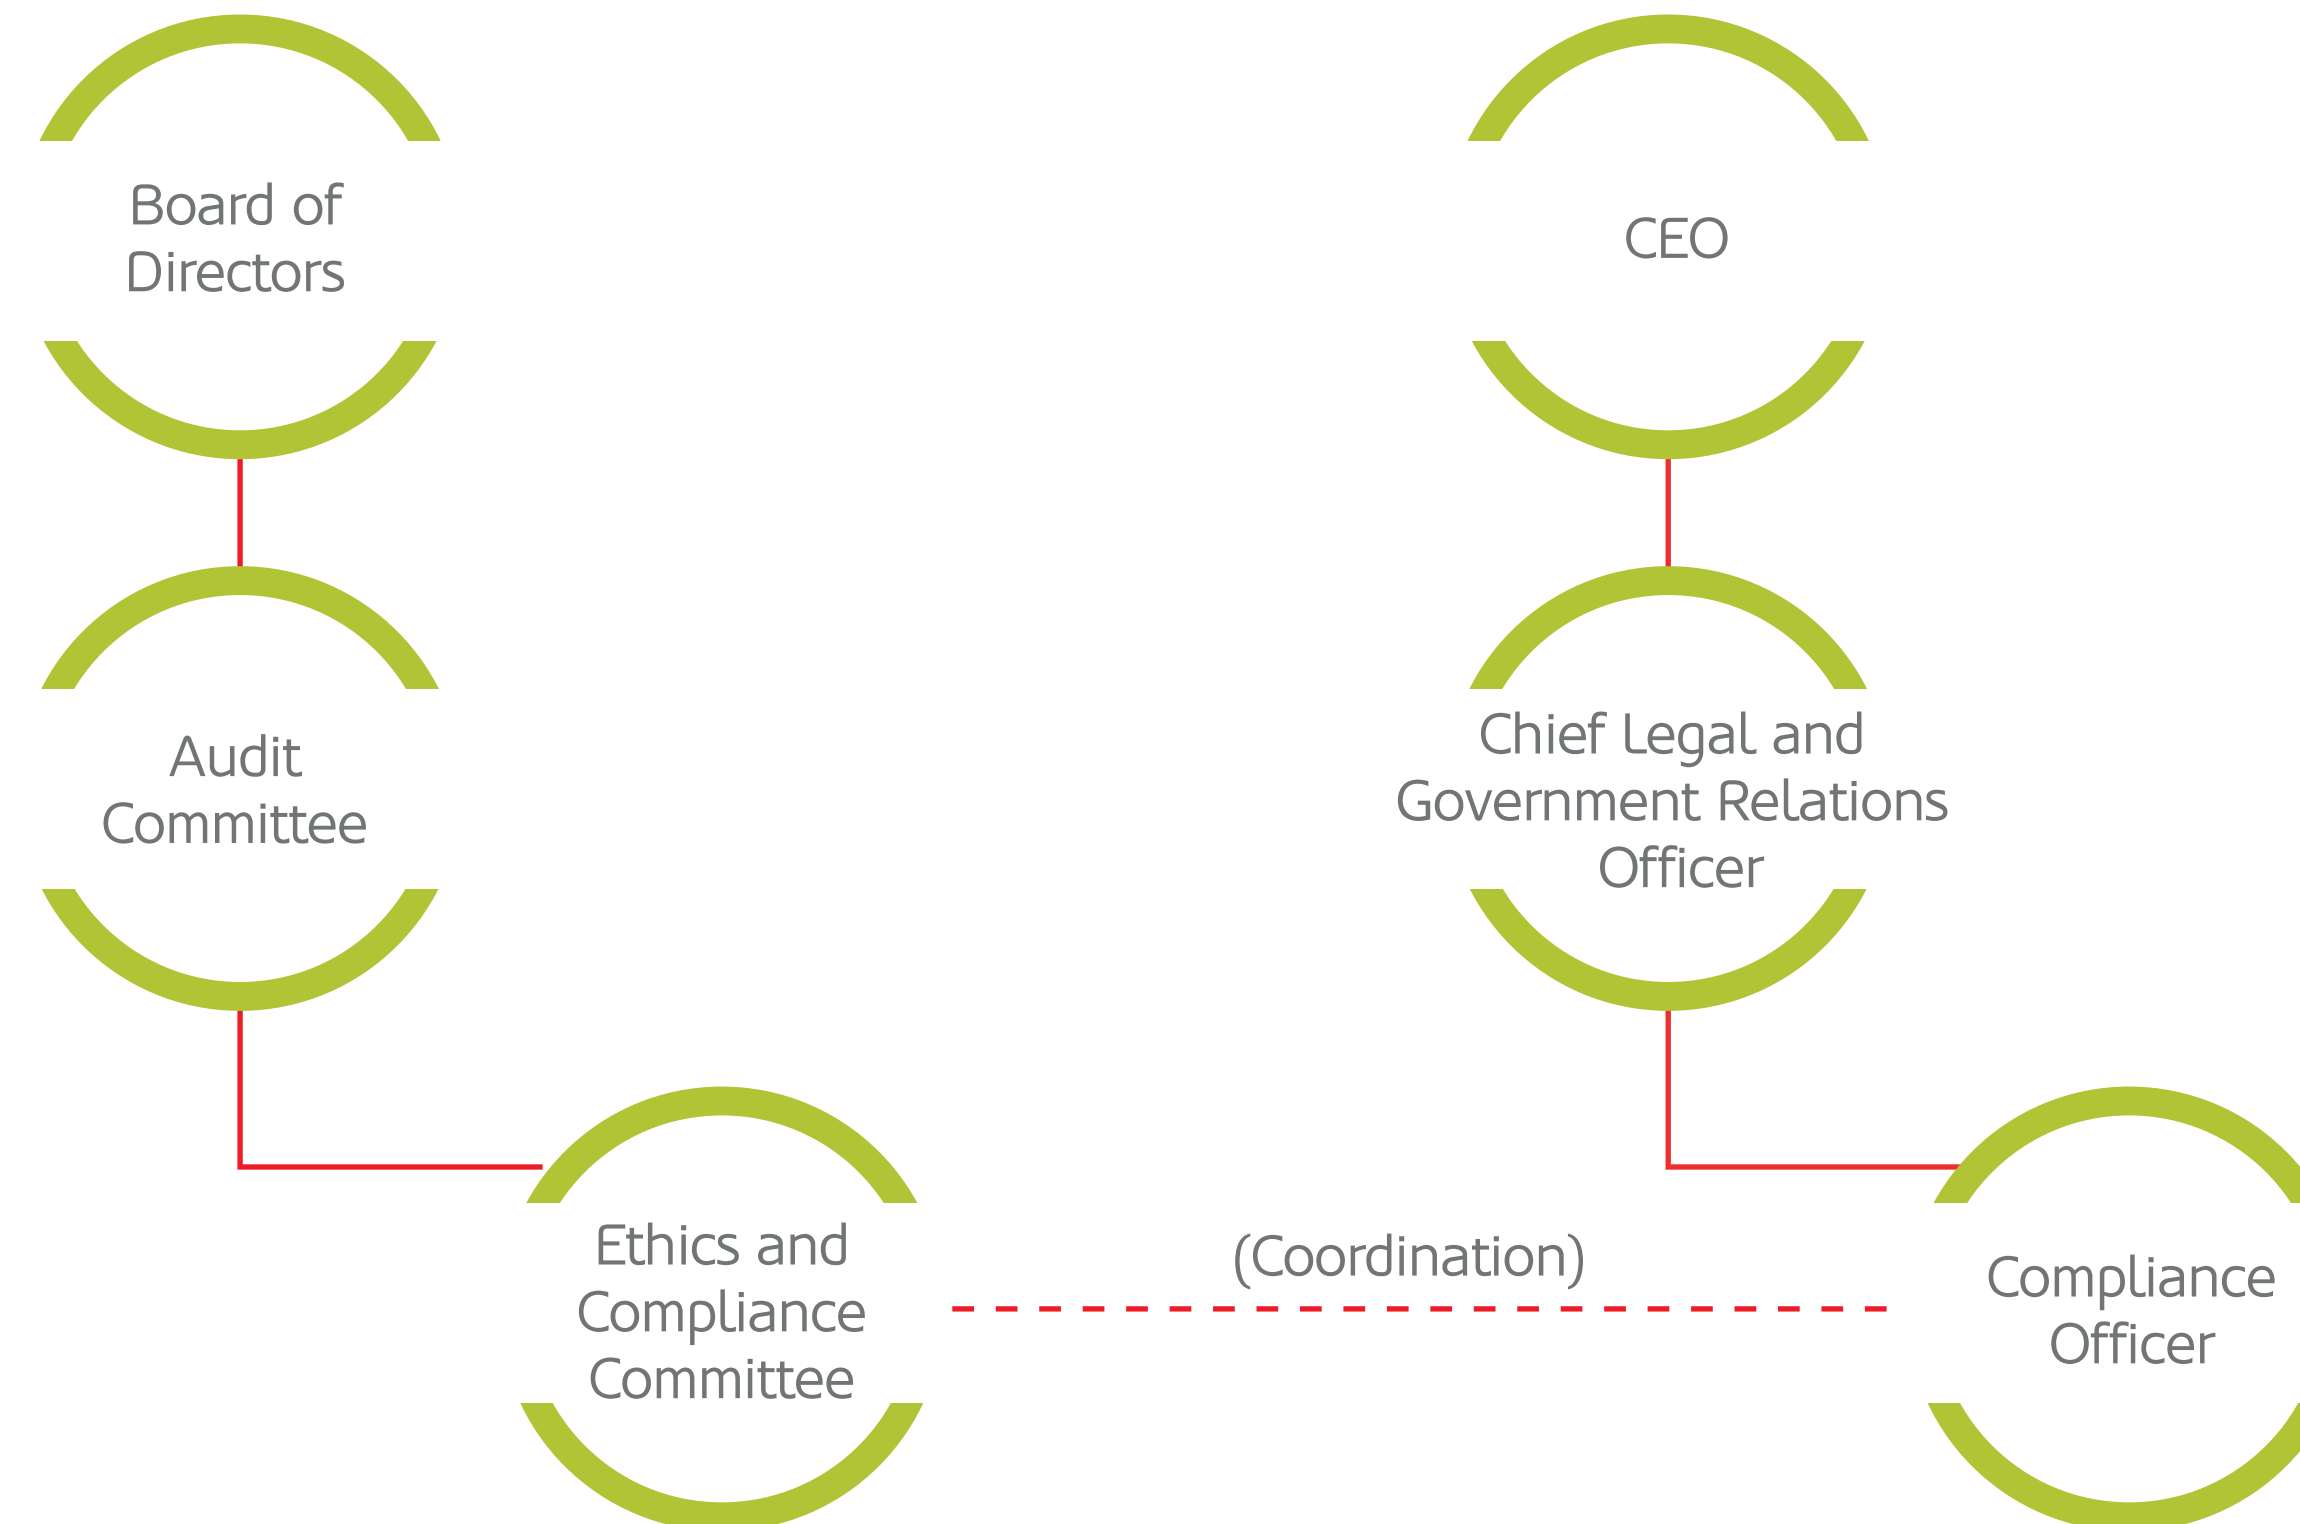 Board of
Directors
CEO
Audit
Committee
Chief Legal and
Government Relations
Officer
Ethics and
Compliance
Committee
(Coordination)
Compliance
Officer